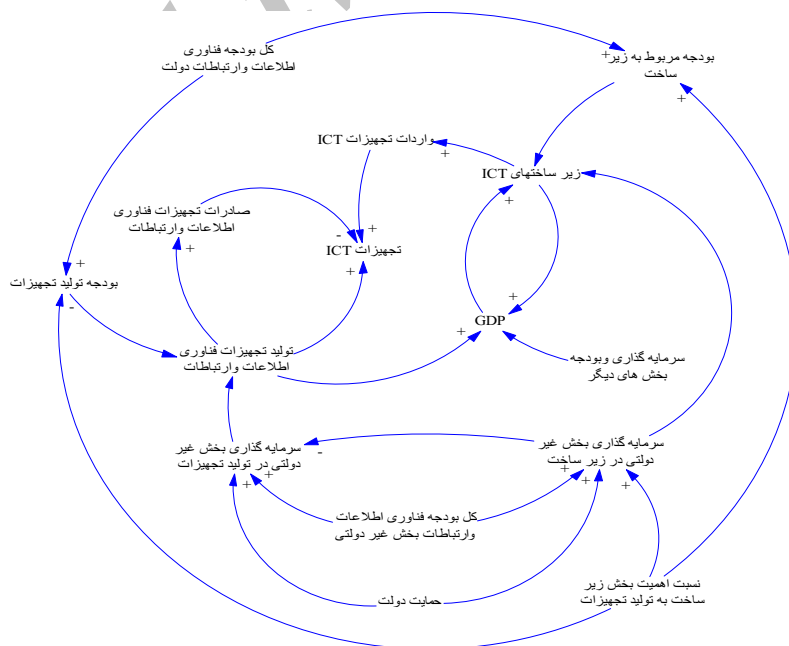 کل بودجه فناوری
اطلاعات وارتباطات دولت
بودجه مربوط به زیر
ساخت
+
+
واردات تجهیزات ICT
+
زیر ساختهای ICT
+
صادرات تجهیزات فناوری
اطلاعات وارتباطات
+
+
-
تجهیزات ICT
+
+
بودجه تولید تجهیزات
-
+
GDP
+
تولید تجهیزات فناوری
اطلاعات وارتباطات
سرمایه گذاری وبودجه
بخش های دیگر
سرمایه گذاری بخش غیر
دولتی در تولید تجهیزات
-
+
+
سرمایه گذاری بخش غیر
دولتی در زیر ساخت
+
+
+
کل بودجه فناوری اطلاعات
وارتباطات بخش غیر دولتی
حمایت دولت
نسبت اهمیت بخش زیر
ساخت به تولید تجهیزات